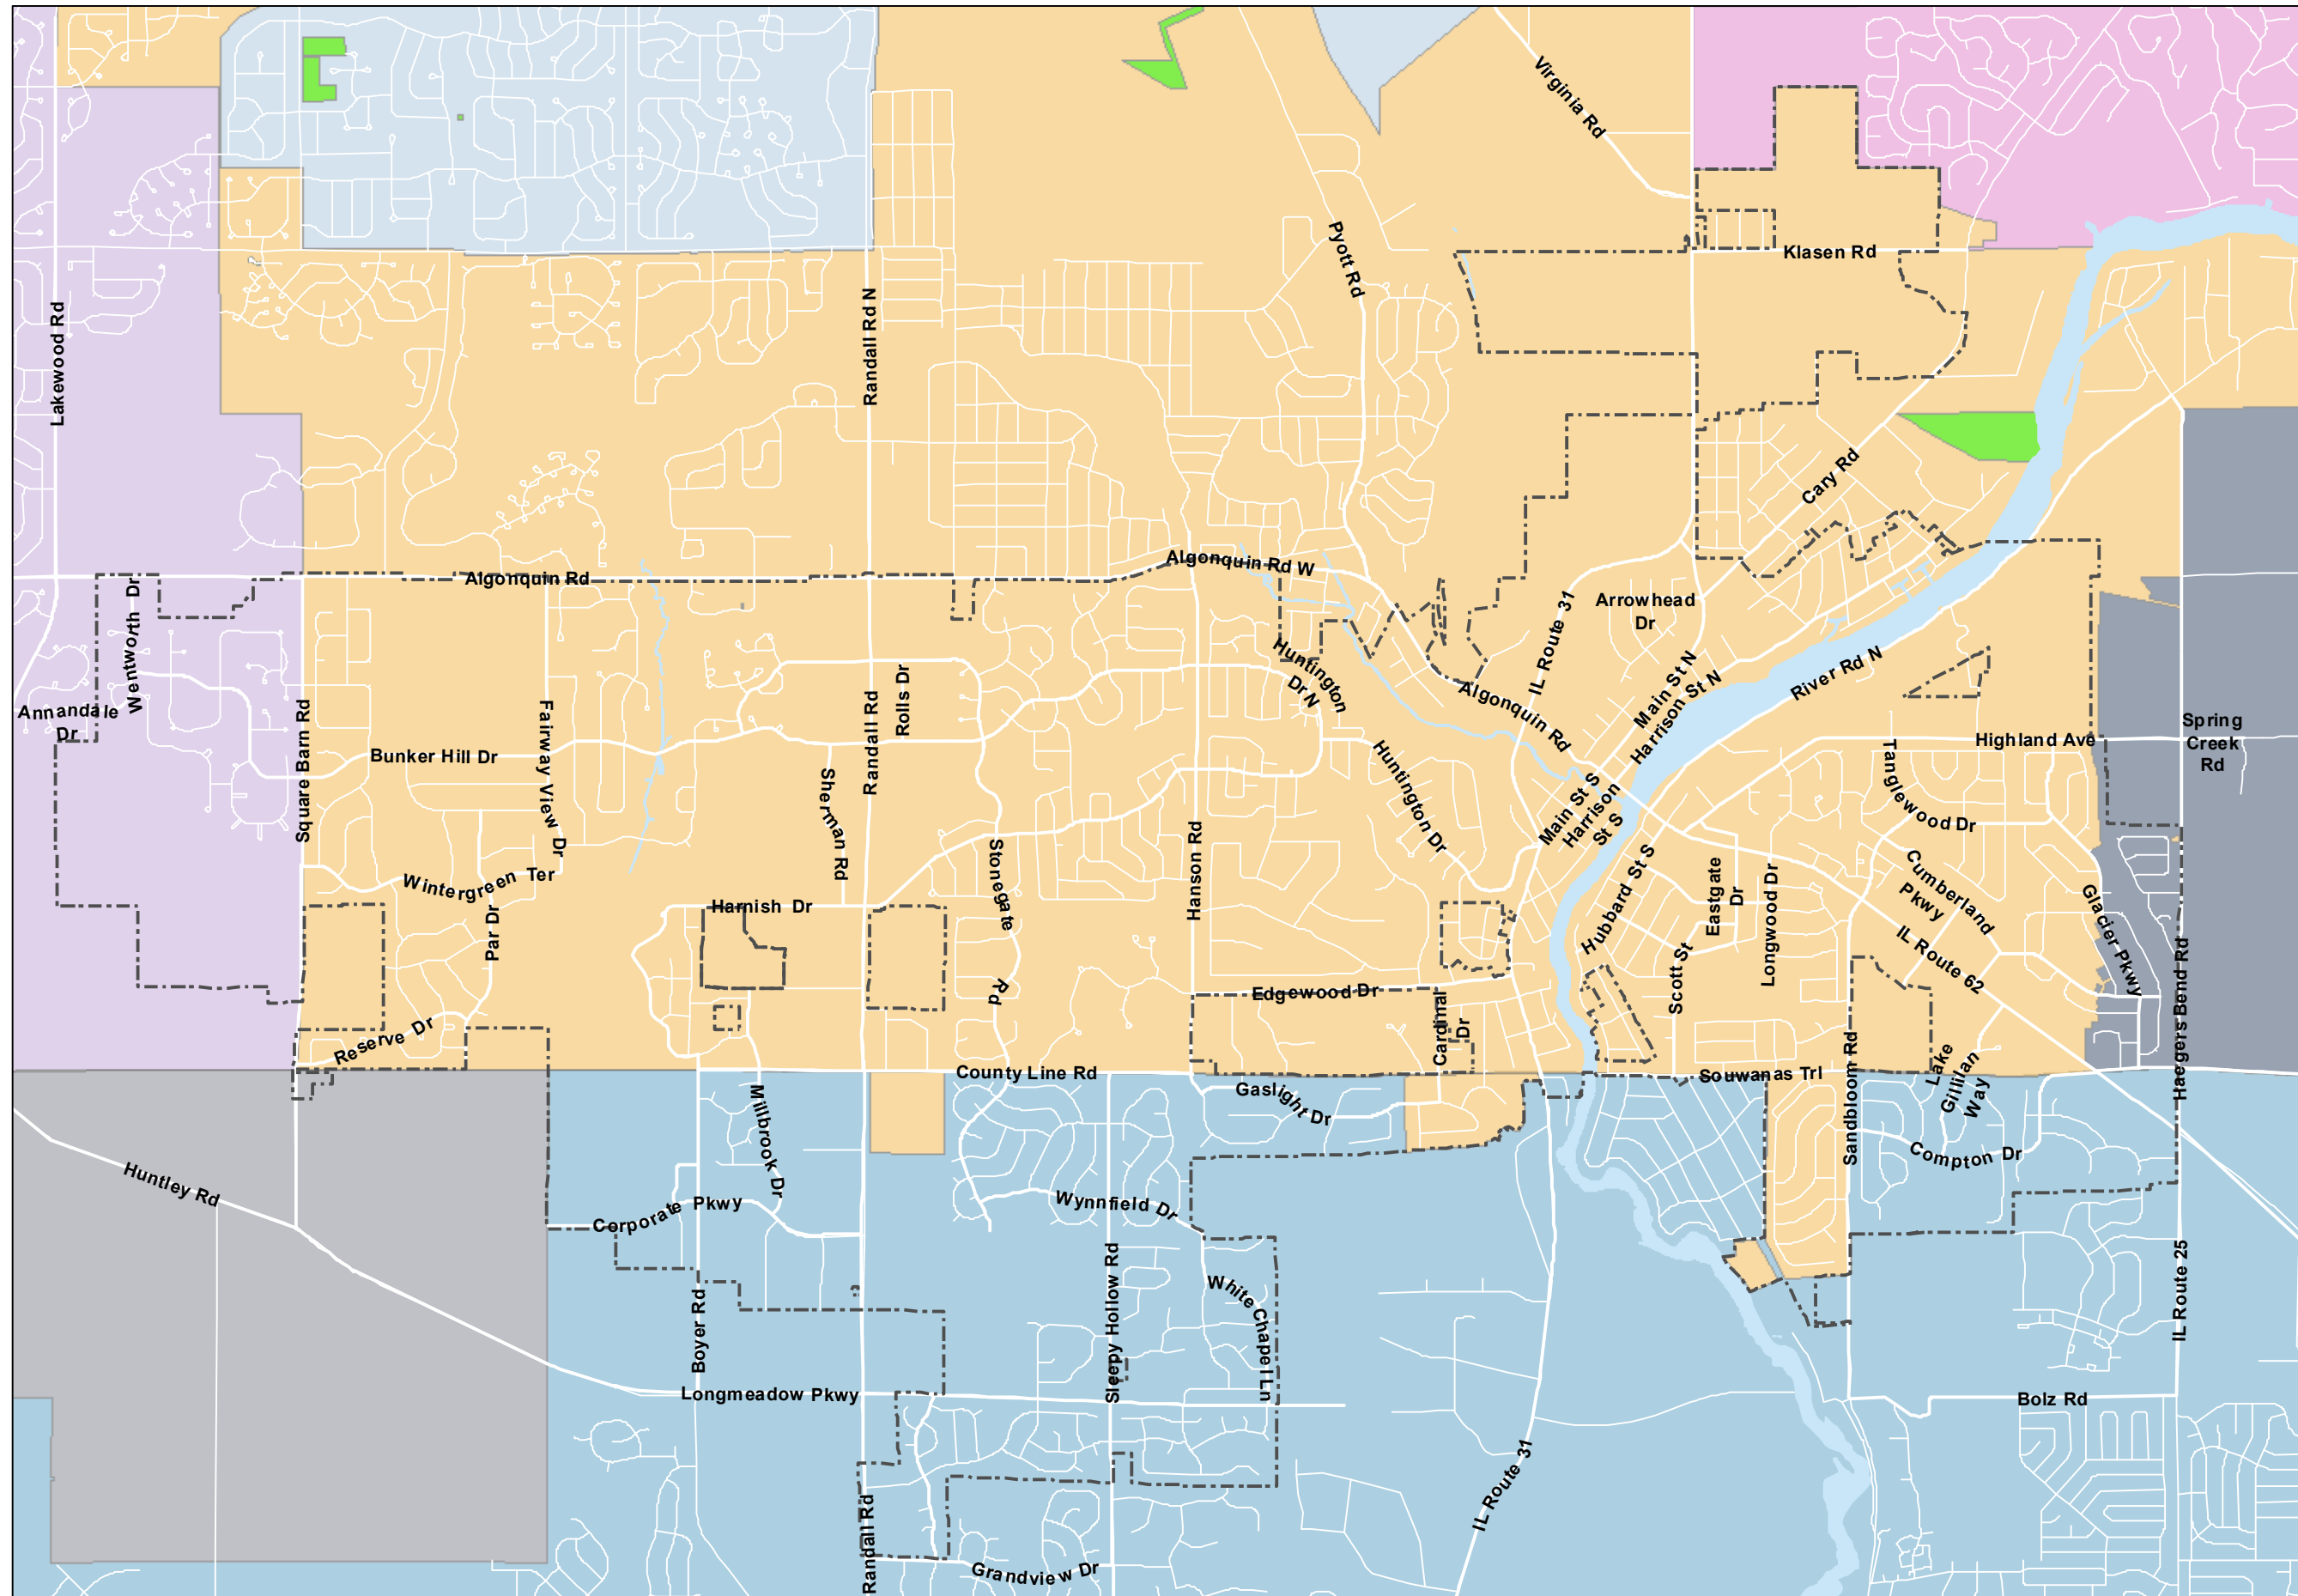 Virginia Rd
Pyott Rd
Klasen Rd
Lakewood Rd
Randall Rd N
Cary Rd
Algonquin Rd
Algonquin Rd W
Wentworth Dr
Arrowhead
Dr
IL Route 31
Huntington
Dr N
Main St N
Harrison St N
River Rd N
Annandale
Dr
Square Barn Rd
Bunker Hill Dr
Fairway View Dr
Sherman Rd
Randall Rd
Rolls Dr
Algonquin Rd
Huntington Dr
Highland Ave
Spring
Creek
Rd
Tanglewood Dr
Main St S
Harrison
St S
Stonegate
Rd
Hanson Rd
Hubbard St S
Eastgate
Dr
Longwood Dr
Cumberland
Pkwy
Glacier Pkwy
Wintergreen Ter
Par Dr
Harnish Dr
Scott St
IL Route 62
Haegers Bend Rd
Edgewood Dr
Cardinal
Dr
Reserve Dr
County Line Rd
Gaslight Dr
Souwanas Trl
Sandbloom Rd
Lake
Gillilan
Way
Compton Dr
Millbrook Dr
Huntley Rd
Corporate Pkwy
Wynnfield Dr
Sleepy Hollow Rd
White Chapel Ln
Boyer Rd
IL Route 25
Longmeadow Pkwy
Bolz Rd
IL Route 31
Randall Rd
Grandview Dr